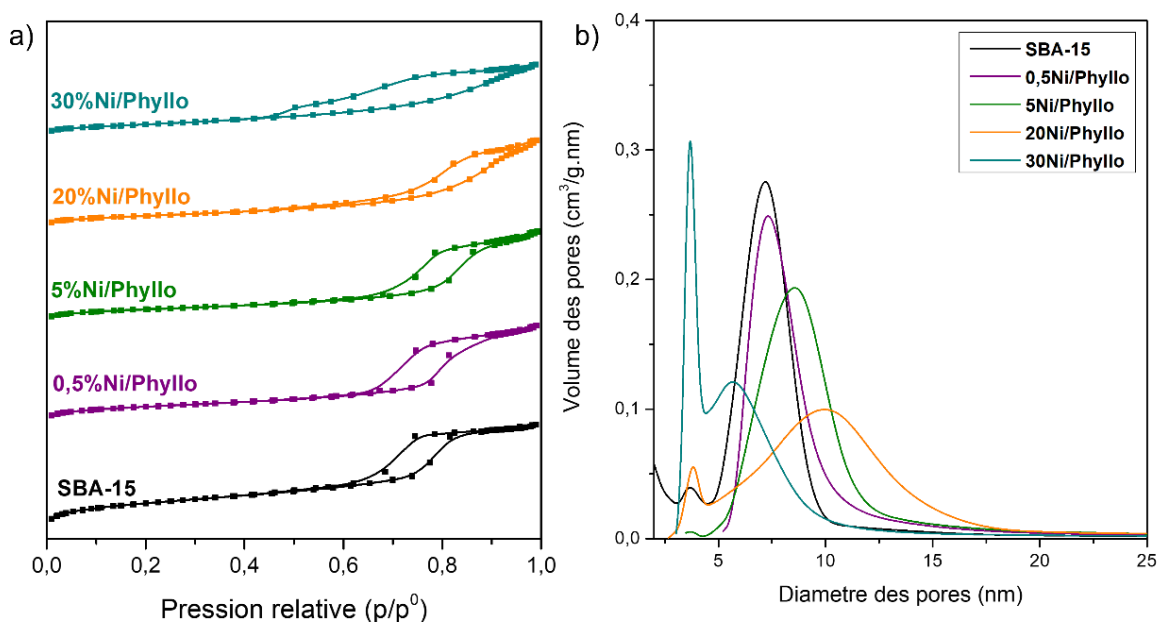 a)
30%Ni/Phyllo
20%Ni/Phyllo
5%Ni/Phyllo
0,5%Ni/Phyllo
SBA-15
0,0 0,2 0,4 0,6 0,8 1,0
Pression relative (p/p⁰)
b)
Volume des pores (cm³/g.nm)
0,4
0,3
0,2
0,1
0,0
SBA-15
0,5Ni/Phyllo
5Ni/Phyllo
20Ni/Phyllo
30Ni/Phyllo
5 10 15 20 25
Diametre des pores (nm)